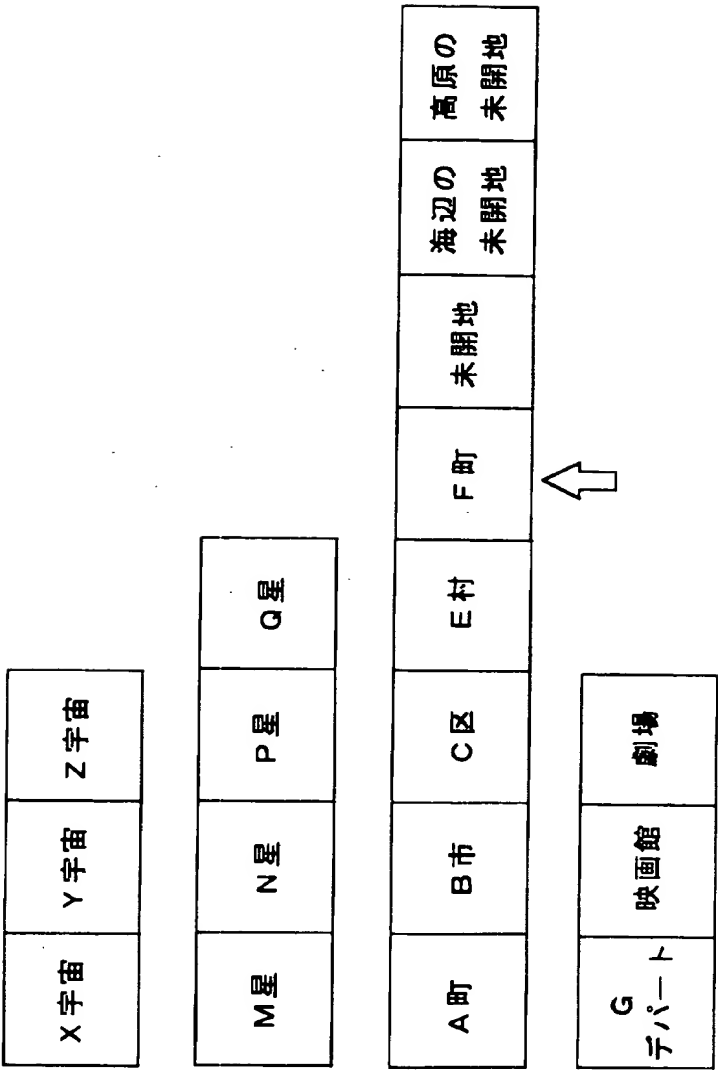 X宇宙
Y宇宙
Z宇宙
M星
N星
P星
Q星
A町
B市
C区
E村
F町
未開地
海辺の
未開地
高原の
未開地
G
デパート
映画館
劇場